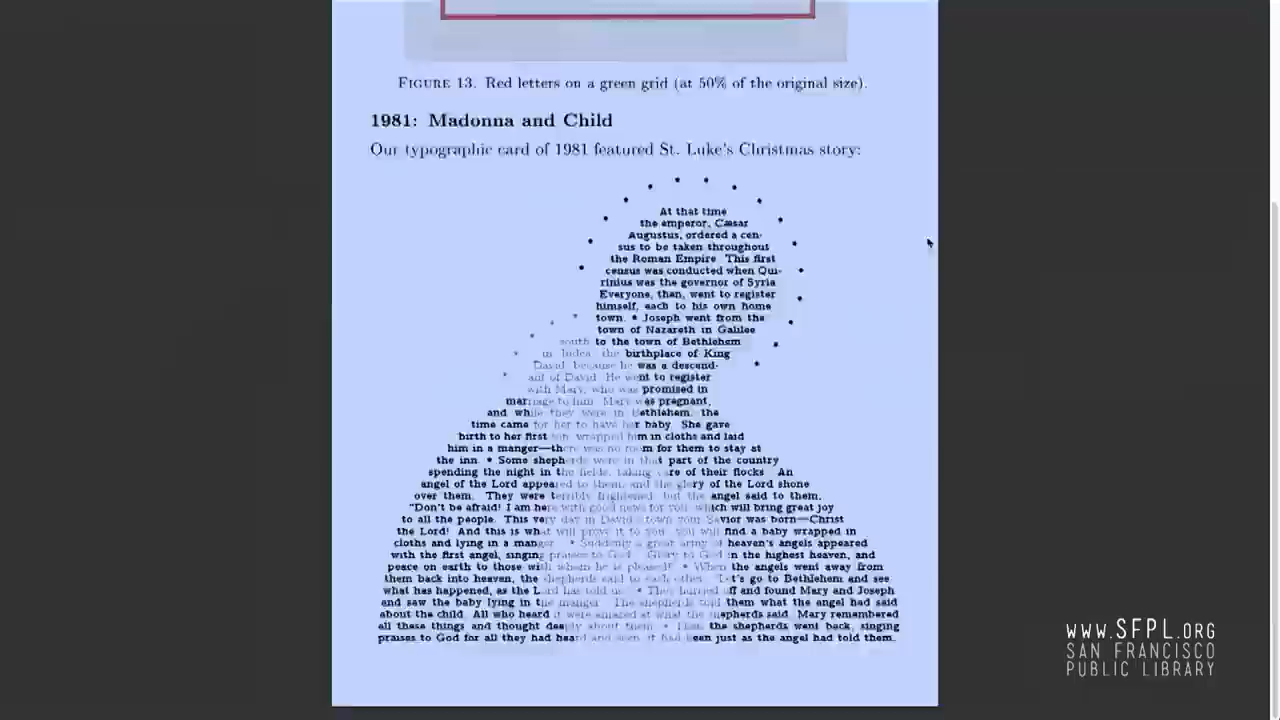 FIGURE 13. Red letters on a green grid (at 50% of the original size).
1981: Madonna and Child
Our typographic card of 1981 featured St. Luke's Christmas story:
At that time
the emperor, Cæsar
Augustus, ordered a cen-
sus to be taken throughout
the Roman Empire This first
census was conducted when Qui-
rinius was the governor of Syria
Everyone, then, went to register
himself, each to his own home
town. • Joseph went from the
town of Nazareth in Galilee
south to the town of Bethlehem
in Judea, the birthplace of King
David, because he was a descend-
ant of David. He went to register
with Mary, who was promised in
marriage to him. Mary was pregnant,
and while they were in Bethlehem, the
time came for her to have her baby. She gave
birth to her first son, wrapped him in cloths and laid
him in a manger—there was no room for them to stay at
the inn. • Some shepherds were in that part of the country
spending the night in the fields, taking care of their flocks An
angel of the Lord appeared to them, and the glory of the Lord shone
over them. They were terribly frightened, but the angel said to them,
"Don't be afraid! I am here with good news for you, which will bring great joy
to all the people. This very day in David's town your Savior was born—Christ
the Lord! And this is what will prove it to you: you will find a baby wrapped in
cloths and lying in a manger • Suddenly a great army of heaven's angels appeared
with the first angel, singing praises to God Glory to God in the highest heaven, and
peace on earth to those with whom he is pleased!" • When the angels went away from
them back into heaven, the shepherds said to each other, "Let's go to Bethlehem and see
what has happened, as the Lord has told us • They hurried off and found Mary and Joseph
and saw the baby lying in the manger The shepherds told them what the angel had said
about the child All who heard it were amazed at what the shepherds said Mary remembered
all these things and thought deeply about them • Then the shepherds went back, singing
praises to God for all they had heard and seen it had been just as the angel had told them.
WWW.SFPL.ORG
SAN FRANCISCO
PUBLIC LIBRARY